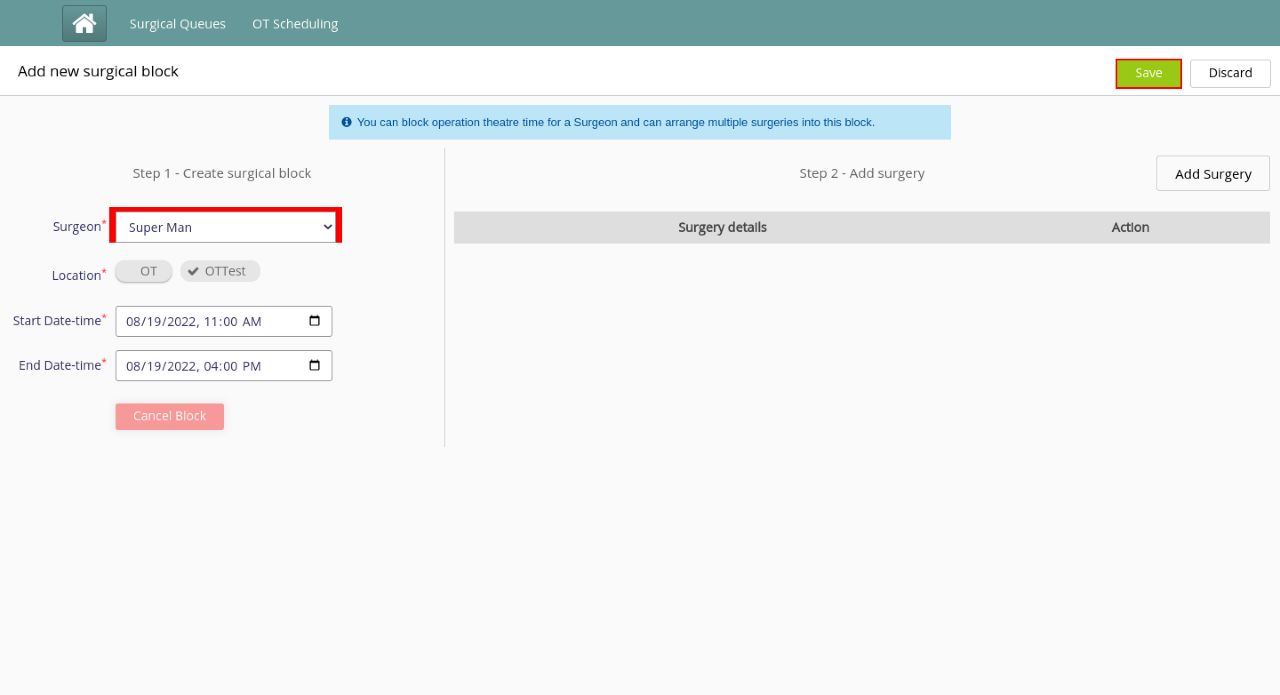 Surgical Queues OT Scheduling
Add new surgical block
Save Discard
You can block operation theatre time for a Surgeon and can arrange multiple surgeries into this block.
Step 1 - Create surgical block
Surgeon* Super Man
Location* OT OTTest
Start Date-time* 08/19/2022, 11:00 AM
End Date-time* 08/19/2022, 04:00 PM
Cancel Block
Step 2 - Add surgery Add Surgery
Surgery details Action